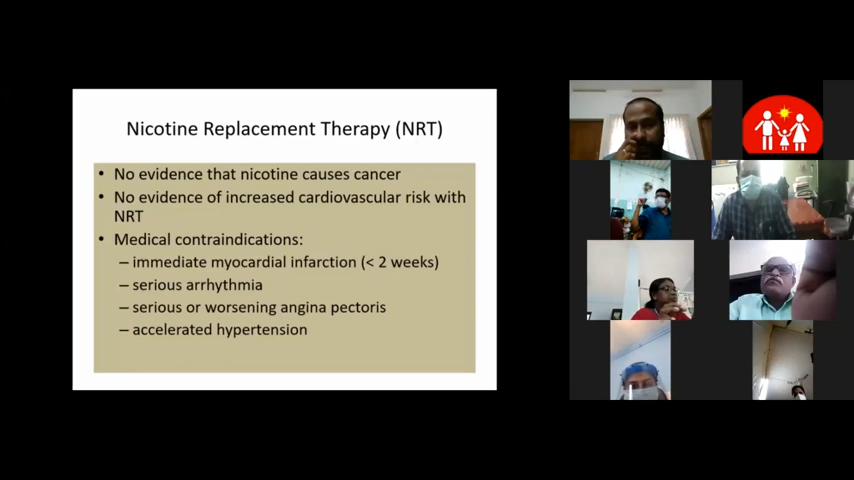 Nicotine Replacement Therapy (NRT)
• No evidence that nicotine causes cancer
• No evidence of increased cardiovascular risk with
NRT
• Medical contraindications:
– immediate myocardial infarction (< 2 weeks)
– serious arrhythmia
– serious or worsening angina pectoris
– accelerated hypertension